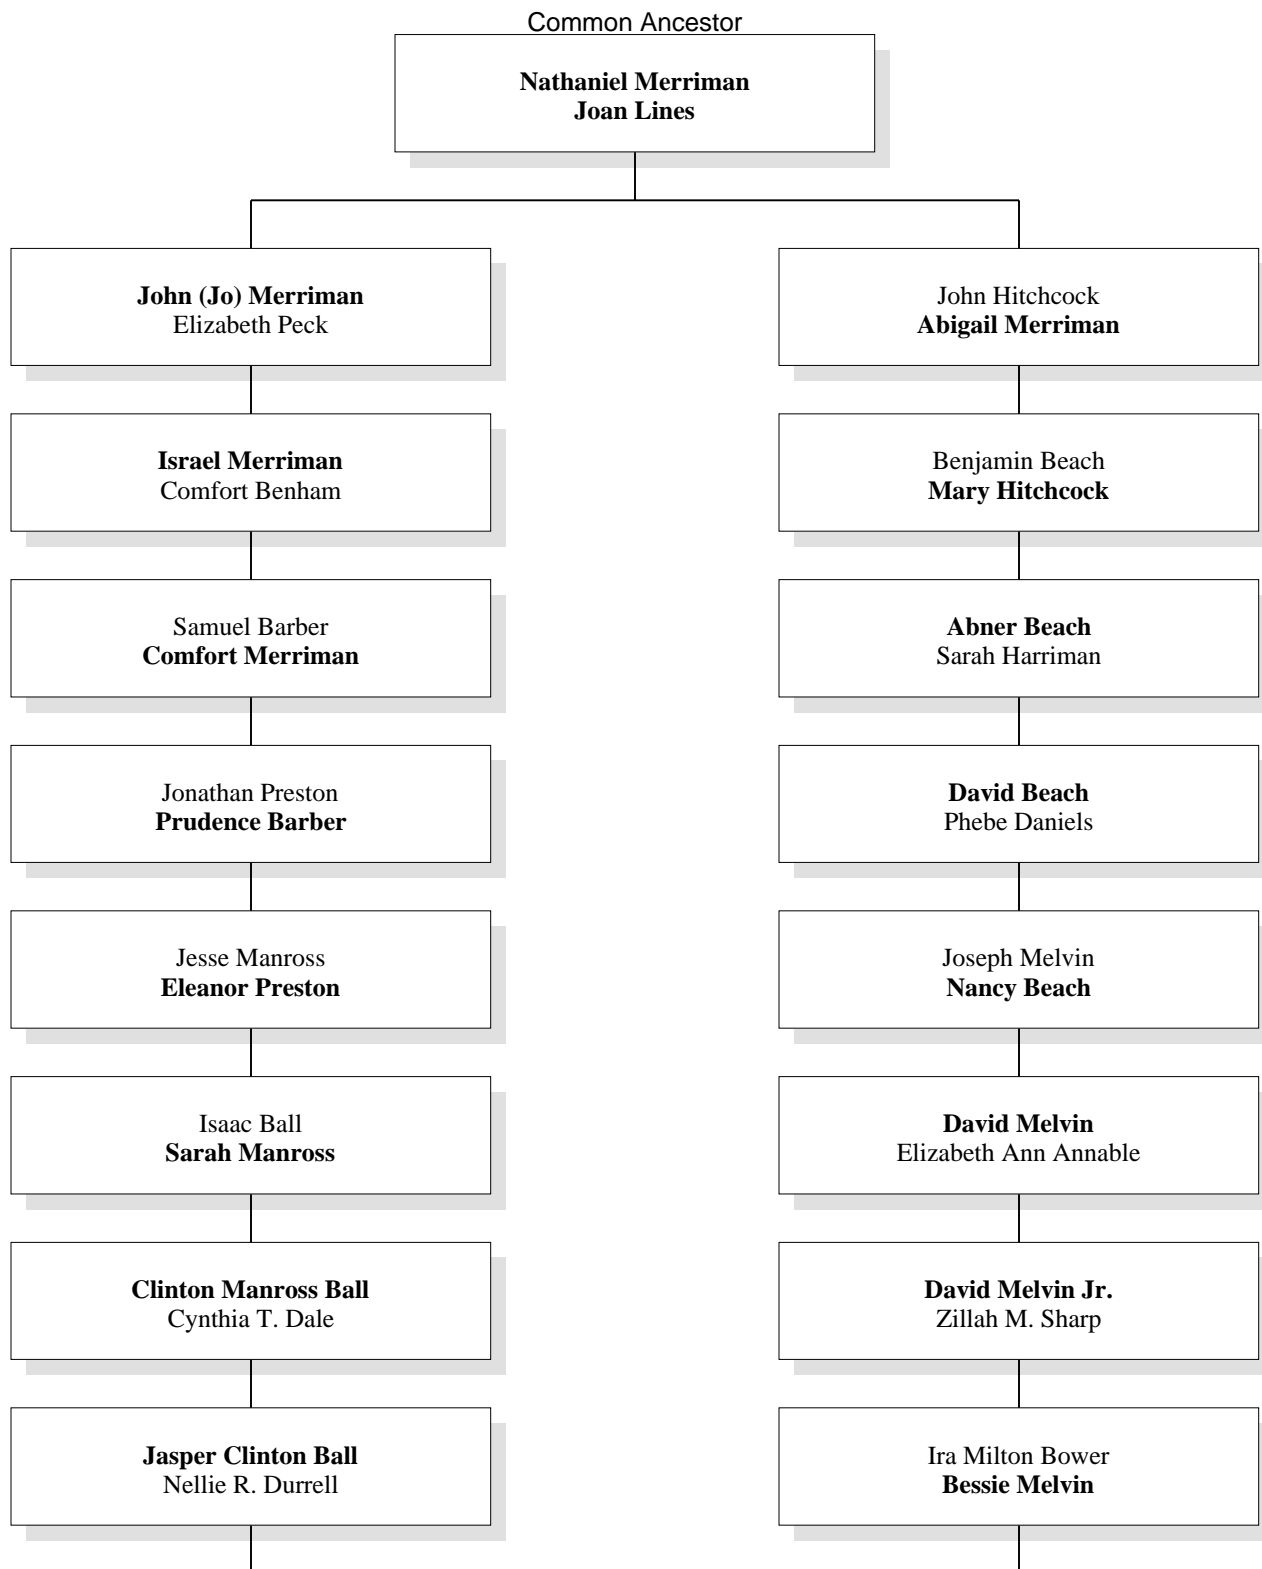 Common Ancestor
Nathaniel Merriman
Joan Lines
John (Jo) Merriman
Elizabeth Peck
John Hitchcock
Abigail Merriman
Israel Merriman
Comfort Benham
Benjamin Beach
Mary Hitchcock
Samuel Barber
Comfort Merriman
Abner Beach
Sarah Harriman
Jonathan Preston
Prudence Barber
David Beach
Phebe Daniels
Jesse Manross
Eleanor Preston
Joseph Melvin
Nancy Beach
Isaac Ball
Sarah Manross
David Melvin
Elizabeth Ann Annable
Clinton Manross Ball
Cynthia T. Dale
David Melvin Jr.
Zillah M. Sharp
Jasper Clinton Ball
Nellie R. Durrell
Ira Milton Bower
Bessie Melvin